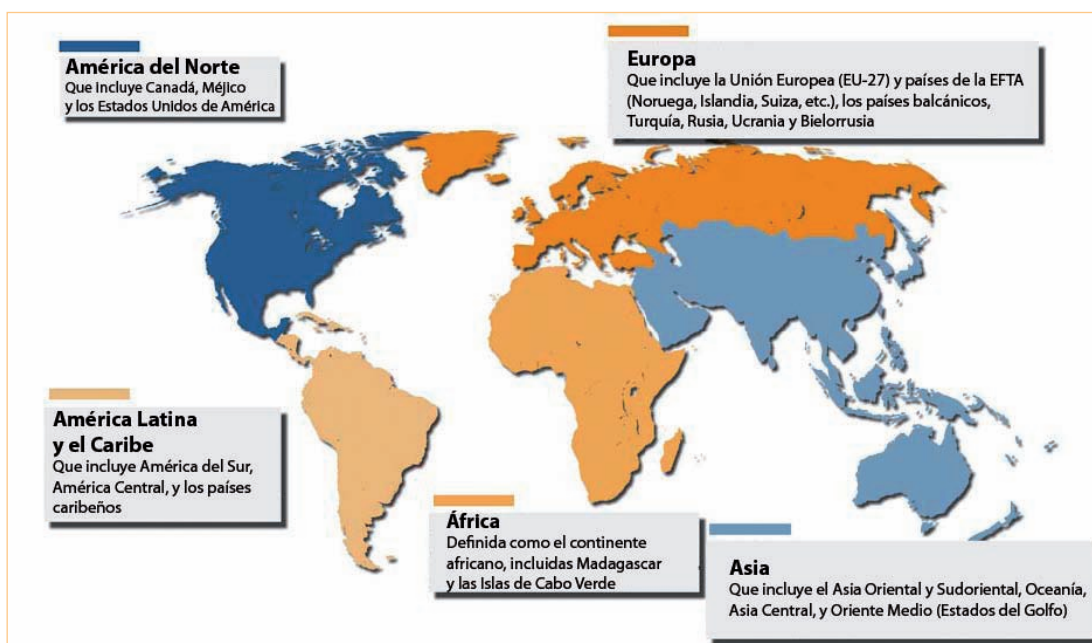 América del Norte
Que incluye Canadá, Méjico
y los Estados Unidos de América
Europa
Que incluye la Unión Europea (EU-27) y países de la EFTA
(Noruega, Islandia, Suiza, etc.), los países balcánicos,
Turquía, Rusia, Ucrania y Bielorrusia
América Latina
y el Caribe
Que incluye América del Sur,
América Central, y los países
caribeños
África
Definida como el continente
africano, incluidas Madagascar
y las Islas de Cabo Verde
Asia
Que incluye el Asia Oriental y Sudoriental, Oceanía,
Asia Central, y Oriente Medio (Estados del Golfo)